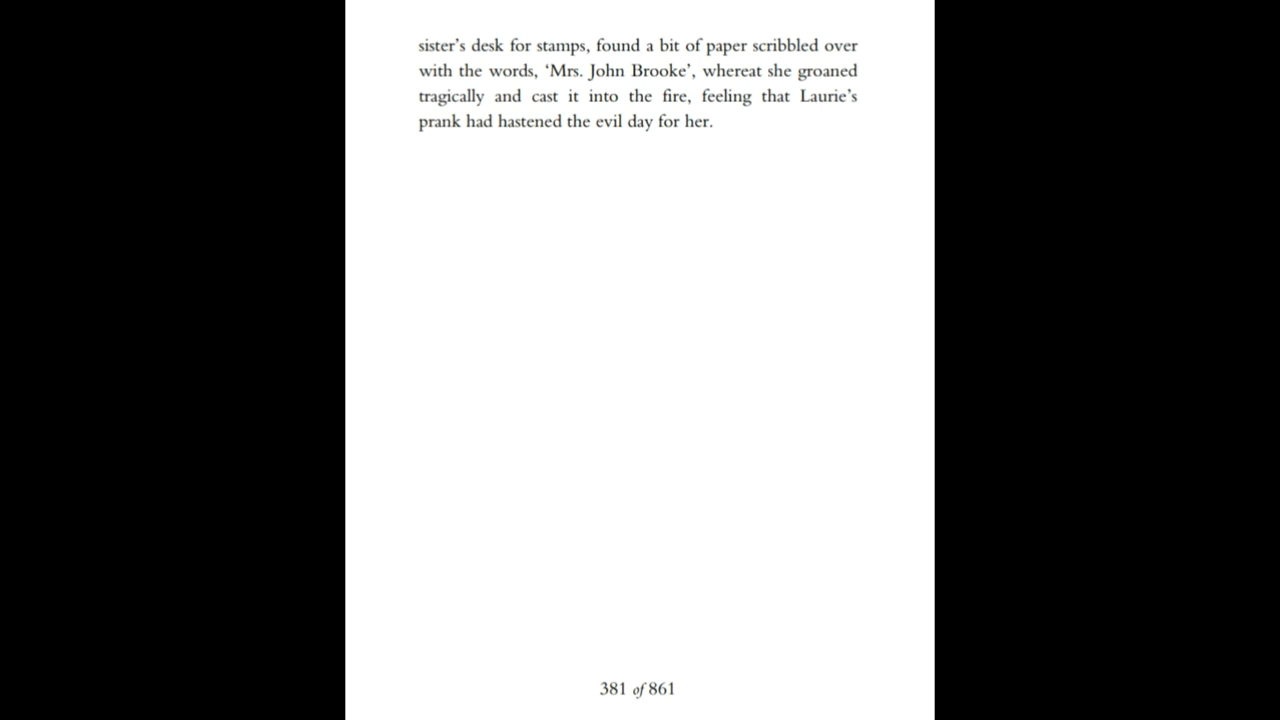 sister’s desk for stamps, found a bit of paper scribbled over
with the words, ‘Mrs. John Brooke’, whereat she groaned
tragically and cast it into the fire, feeling that Laurie’s
prank had hastened the evil day for her.
381 of 861